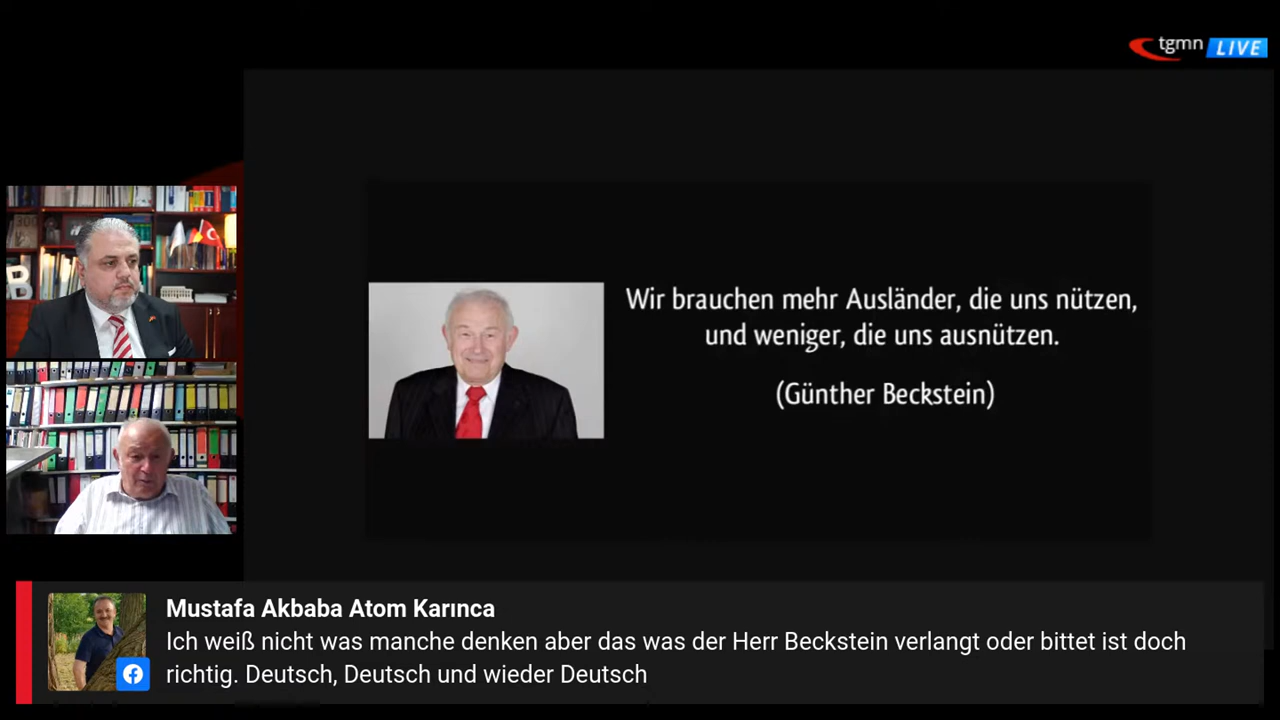 tgmn LIVE
300
B
Wir brauchen mehr Ausländer, die uns nützen,
und weniger, die uns ausnützen.
(Günther Beckstein)
Mustafa Akbaba Atom Karınca
Ich weiß nicht was manche denken aber das was der Herr Beckstein verlangt oder bittet ist doch
richtig. Deutsch, Deutsch und wieder Deutsch